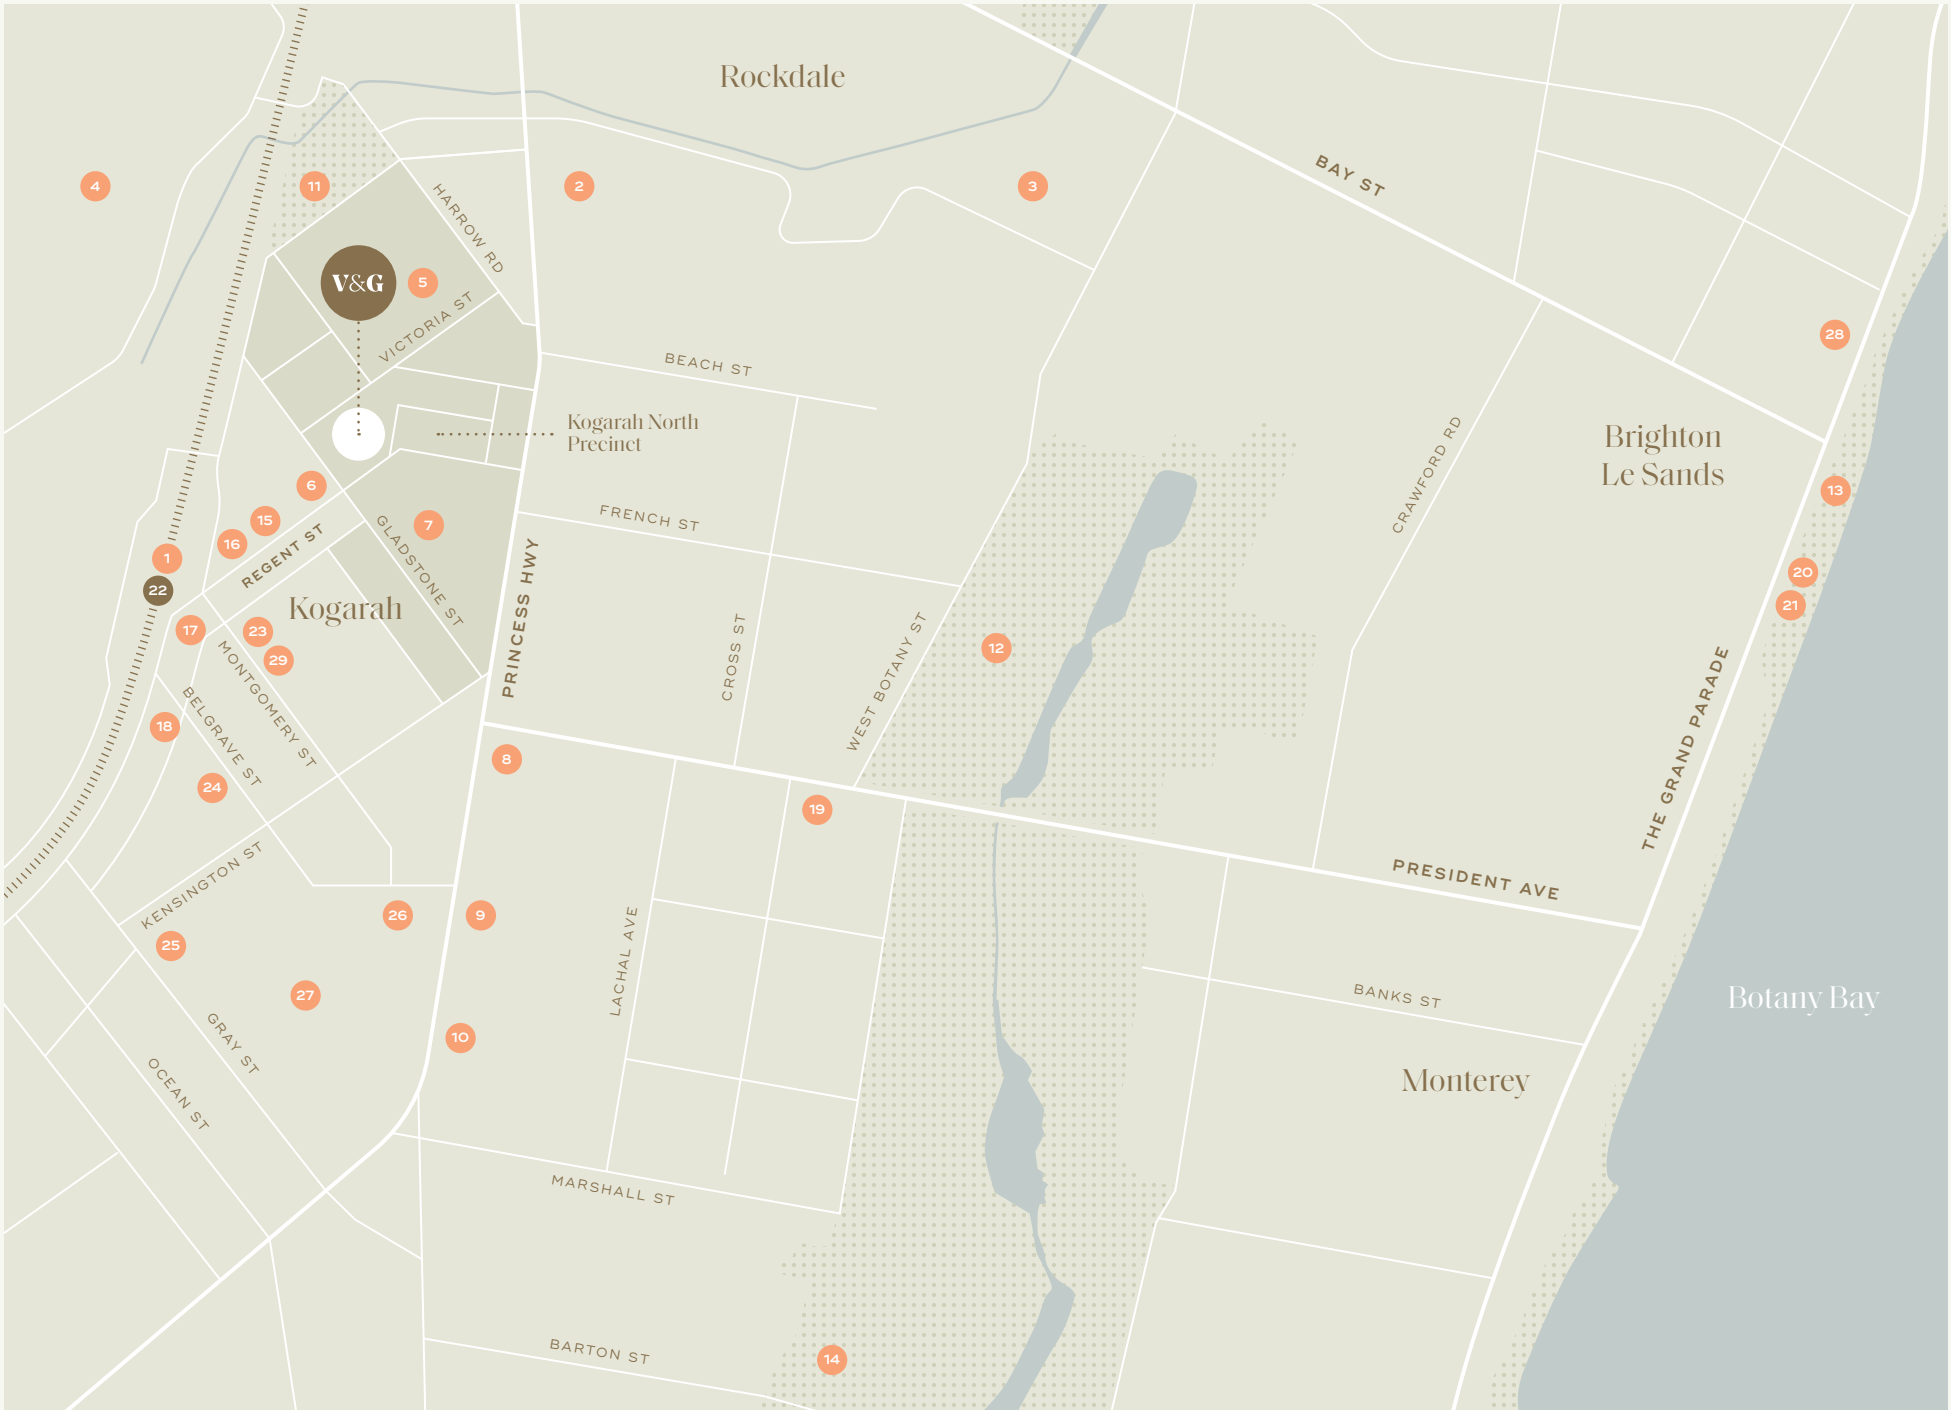 Rockdale
BAY ST
4
11
2
3
HARROW RD
V&G
5
VICTORIA ST
28
BEACH ST
Kogarah North
Precinct
Brighton
Le Sands
CRAWFORD RD
6
13
15
7
16
FRENCH ST
REGENT ST
GLADSTONE ST
1
22
20
21
Kogarah
PRINCESS HWY
17
23
29
12
CROSS ST
WEST BOTANY ST
MONTGOMERY ST
BELGRAVE ST
18
THE GRAND PARADE
8
24
19
KENSINGTON ST
PRESIDENT AVE
26
9
25
LACHAL AVE
27
BANKS ST
Botany Bay
10
GRAY ST
OCEAN ST
Monterey
MARSHALL ST
BARTON ST
14